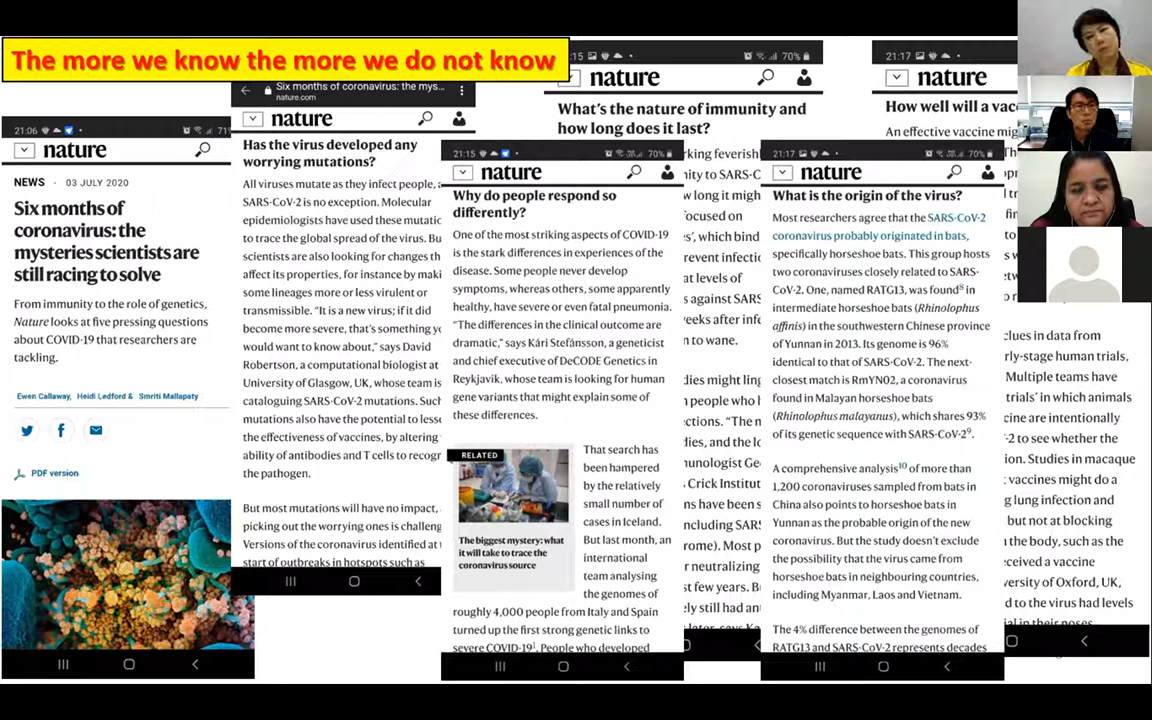 The more we know the more we do not know
21:06
71%
nature
NEWS · 03 JULY 2020
Six months of
coronavirus: the
mysteries scientists are
still racing to solve
From immunity to the role of genetics,
Nature looks at five pressing questions
about COVID-19 that researchers are
tackling.
Ewen Callaway, Heidi Ledford & Smriti Mallapaty
PDF version
Six months of coronavirus: the mys...
nature.com
nature
Has the virus developed any
worrying mutations?
All viruses mutate as they infect people,
SARS-CoV-2 is no exception. Molecular
epidemiologists have used these mutatio
to trace the global spread of the virus. Bu
scientists are also looking for changes th
affect its properties, for instance by maki
some lineages more or less virulent or
transmissible. “It is a new virus; if it did
become more severe, that's something yo
would want to know about,” says David
Robertson, a computational biologist at
University of Glasgow, UK, whose team is
cataloguing SARS-CoV-2 mutations. Such
mutations also have the potential to lesse
the effectiveness of vaccines, by altering
ability of antibodies and T cells to recogn
the pathogen.
But most mutations will have no impact,
picking out the worrying ones is challeng
Versions of the coronavirus identified at
start of outbreaks in hotspots such as
21:15
70%
nature
Why do people respond so
differently?
One of the most striking aspects of COVID-19
is the stark differences in experiences of the
disease. Some people never develop
symptoms, whereas others, some apparently
healthy, have severe or even fatal pneumonia.
“The differences in the clinical outcome are
dramatic,” says Kári Stefánsson, a geneticist
and chief executive of DeCODE Genetics in
Reykjavik, whose team is looking for human
gene variants that might explain some of
these differences.
RELATED
The biggest mystery: what
it will take to trace the
coronavirus source
That search has
been hampered
by the relatively
small number of
cases in Iceland.
But last month, an
international
team analysing
the genomes of
roughly 4,000 people from Italy and Spain
turned up the first strong genetic links to
severe COVID-19¹. People who developed
:15
70%
nature
What's the nature of immunity and
how long does it last?
rking feverish
nity to SARS-C
w long it might
focused on
s', which bind
revent infectio
at levels of
s against SARS
eeks after infe
n to wane.
dies might ling
people who h
ctions. “The n
dies, and the lo
unologist Ge
Crick Institut
ns have been s
ncluding SARS
rome). Most p
r neutralizing
st few years. B
ly still had an
21:17
70%
nature
What is the origin of the virus?
Most researchers agree that the SARS-CoV-2
coronavirus probably originated in bats,
specifically horseshoe bats. This group hosts
two coronaviruses closely related to SARS-
CoV-2. One, named RATG13, was found⁸ in
intermediate horseshoe bats (Rhinolophus
affinis) in the southwestern Chinese province
of Yunnan in 2013. Its genome is 96%
identical to that of SARS-CoV-2. The next-
closest match is RmYN02, a coronavirus
found in Malayan horseshoe bats
(Rhinolophus malayanus), which shares 93%
of its genetic sequence with SARS-CoV-2⁹.
A comprehensive analysis¹⁰ of more than
1,200 coronaviruses sampled from bats in
China also points to horseshoe bats in
Yunnan as the probable origin of the new
coronavirus. But the study doesn't exclude
the possibility that the virus came from
horseshoe bats in neighbouring countries,
including Myanmar, Laos and Vietnam.
The 4% difference between the genomes of
RATG13 and SARS-CoV-2 represents decades
21:17
nature
How well will a vacc
An effective vaccine mig
clues in data from
rly-stage human trials,
Multiple teams have
trials' in which animals
cine are intentionally
-2 to see whether the
ion. Studies in macaque
vaccines might do a
g lung infection and
but not at blocking
the body, such as the
eceived a vaccine
versity of Oxford, UK,
d to the virus had levels